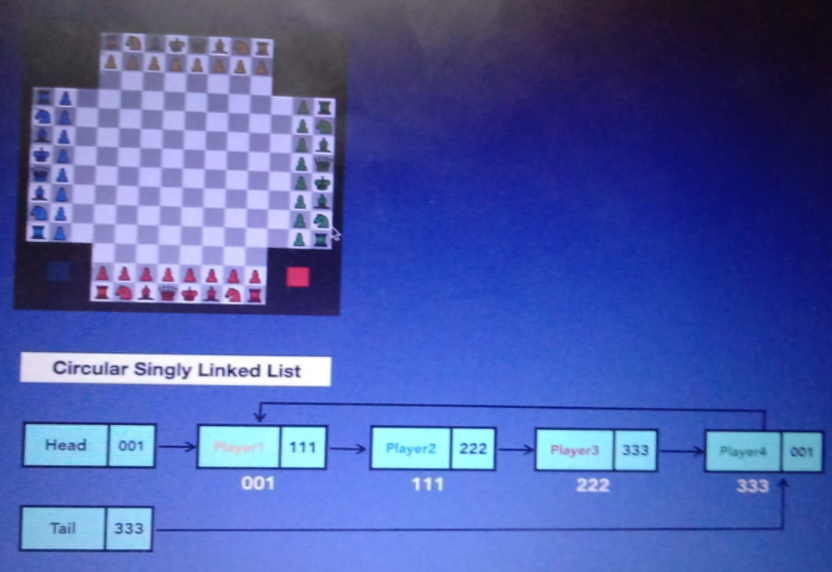 Circular Singly Linked List
Head 001 Player1 111 Player2 222 Player3 333 Player4 001
001 111 222 333
Tail 333